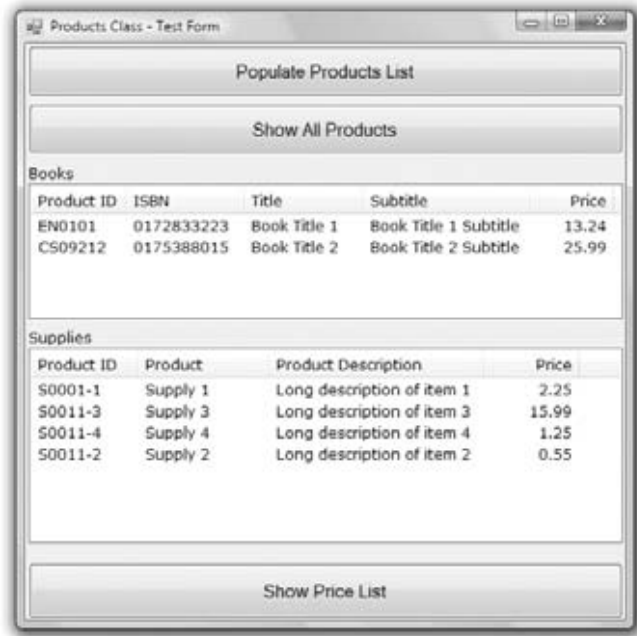 Products Class - Test Form
Populate Products List
Show All Products
Books
Product ID ISBN Title Subtitle Price
EN0101 0172833223 Book Title 1 Book Title 1 Subtitle 13.24
CS09212 0175388015 Book Title 2 Book Title 2 Subtitle 25.99
Supplies
Product ID Product Product Description Price
S0001-1 Supply 1 Long description of item 1 2.25
S0011-3 Supply 3 Long description of item 3 15.99
S0011-4 Supply 4 Long description of item 4 1.25
S0011-2 Supply 2 Long description of item 2 0.55
Show Price List